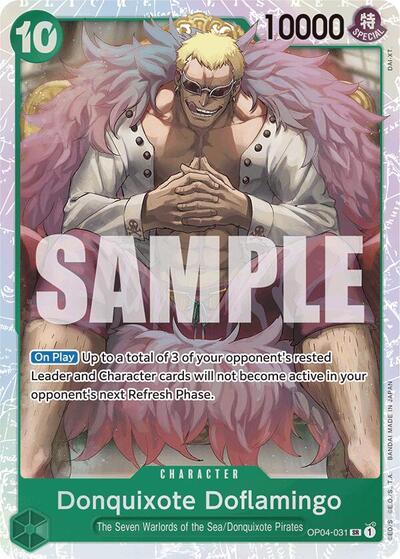 10
10000
特
SPECIAL
DAI-XT
SAMPLE
On Play Up to a total of 3 of your opponent's rested
Leader and Character cards will not become active in your
opponent's next Refresh Phase.
CHARACTER
Donquixote Doflamingo
The Seven Warlords of the Sea/Donquixote Pirates
OP04-031 SR 1
©E.O./S. ©E.O.S., T.A. BANDAI MADE IN JAPAN